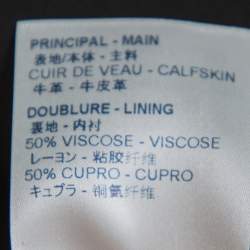 PRINCIPAL - MAIN
表地/本体 - 主料
CUIR DE VEAU - CALFSKIN
牛革 - 牛皮革
DOUBLURE - LINING
裏地 - 内衬
50% VISCOSE - VISCOSE
レーヨン - 粘胶纤维
50% CUPRO - CUPRO
キュプラ - 铜氨纤维